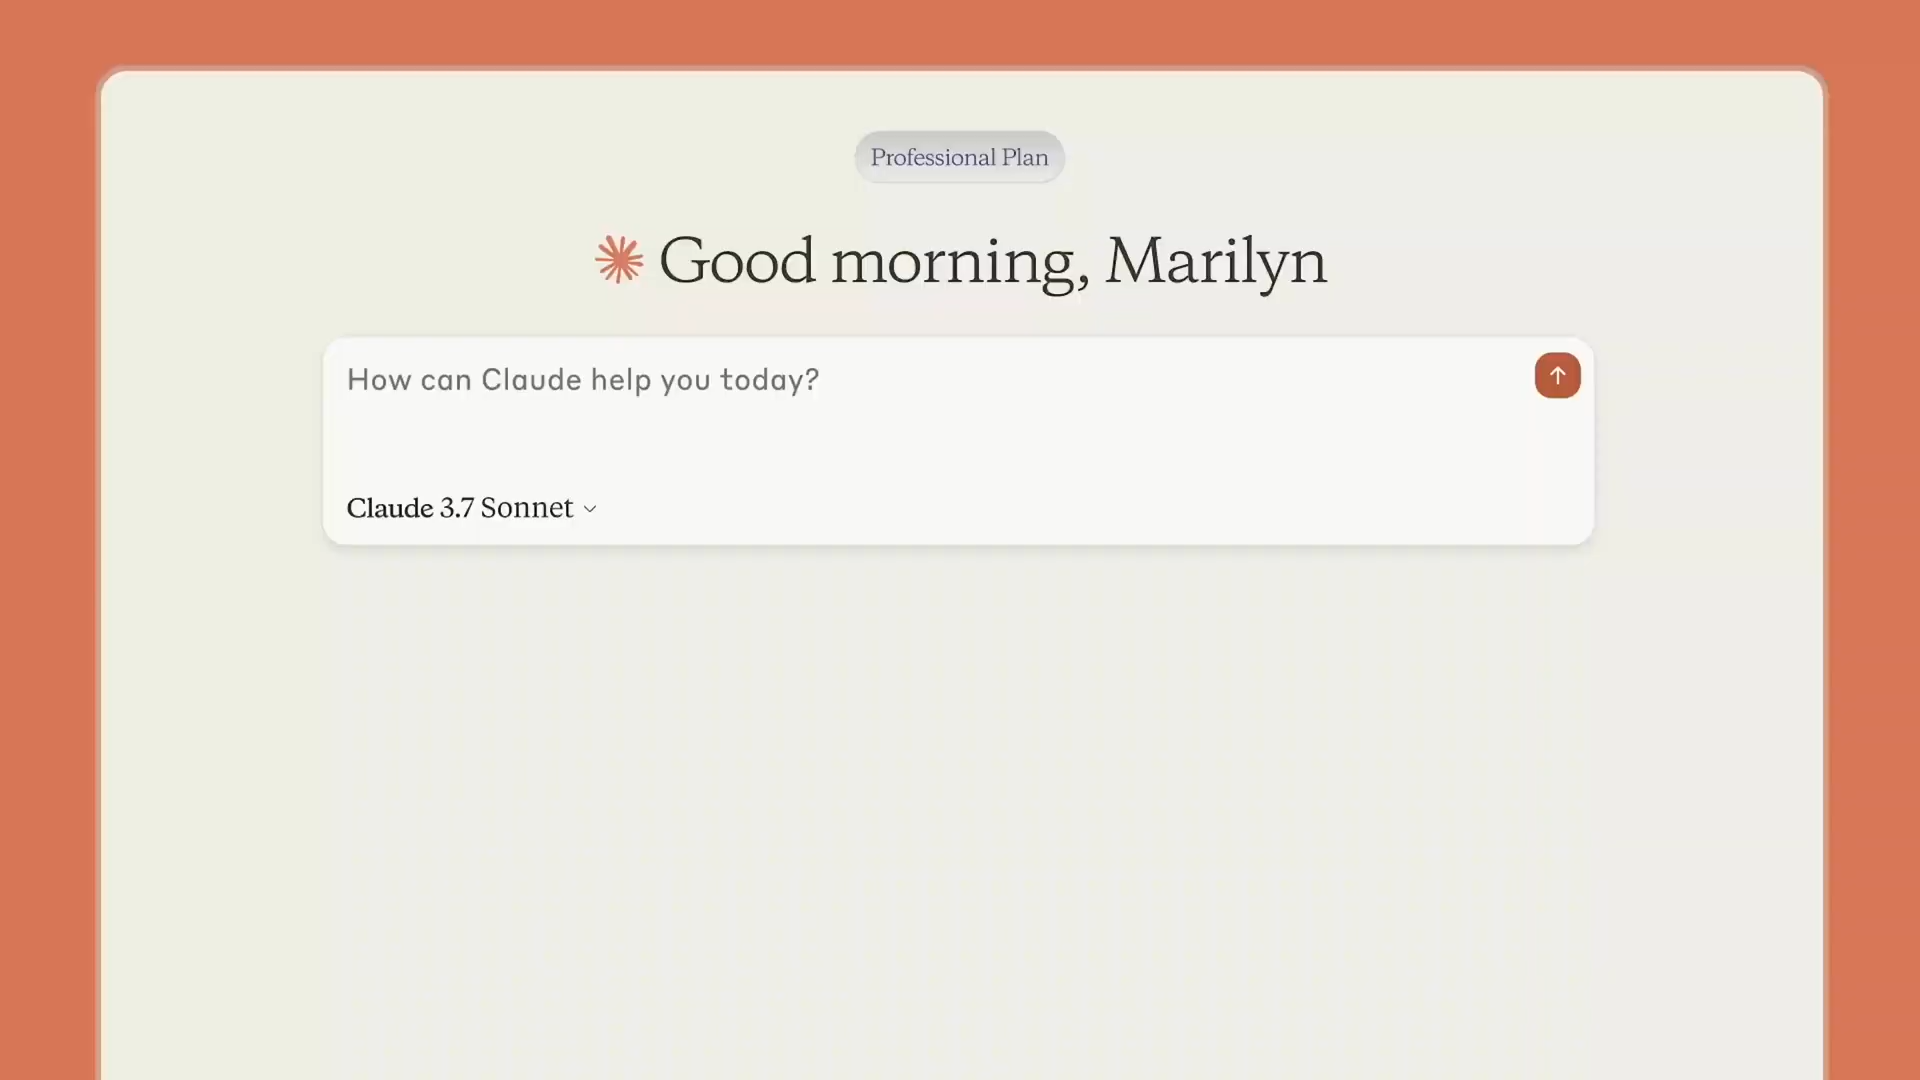 Professional Plan
Good morning, Marilyn
How can Claude help you today?
Claude 3.7 Sonnet